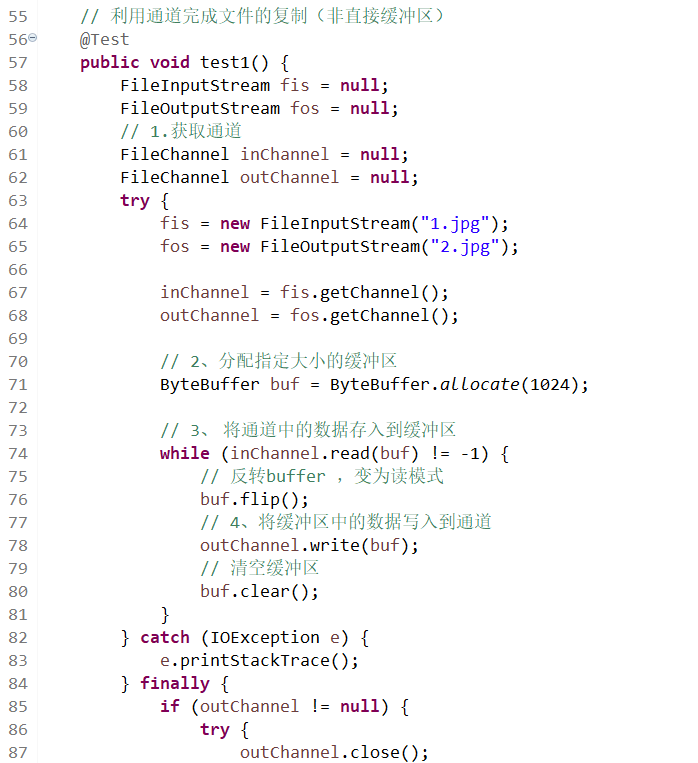 55 // 利用通道完成文件的复制（非直接缓冲区）
56 @Test
57 public void test1() {
58 FileInputStream fis = null;
59 FileOutputStream fos = null;
60 // 1.获取通道
61 FileChannel inChannel = null;
62 FileChannel outChannel = null;
63 try {
64 fis = new FileInputStream("1.jpg");
65 fos = new FileOutputStream("2.jpg");
66
67 inChannel = fis.getChannel();
68 outChannel = fos.getChannel();
69
70 // 2、分配指定大小的缓冲区
71 ByteBuffer buf = ByteBuffer.allocate(1024);
72
73 // 3、 将通道中的数据存入到缓冲区
74 while (inChannel.read(buf) != -1) {
75 // 反转buffer ，变为读模式
76 buf.flip();
77 // 4、将缓冲区中的数据写入到通道
78 outChannel.write(buf);
79 // 清空缓冲区
80 buf.clear();
81 }
82 } catch (IOException e) {
83 e.printStackTrace();
84 } finally {
85 if (outChannel != null) {
86 try {
87 outChannel.close();